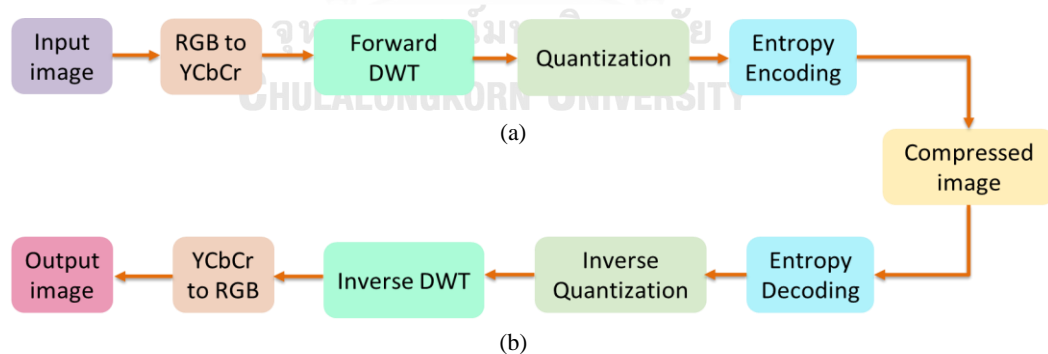 Input
image
RGB to
YCbCr
Forward
DWT
Quantization
Entropy
Encoding
CHULALONGKORN UNIVERSITY
(a)
Compressed
image
Output
image
YCbCr
to RGB
Inverse DWT
Inverse
Quantization
Entropy
Decoding
(b)